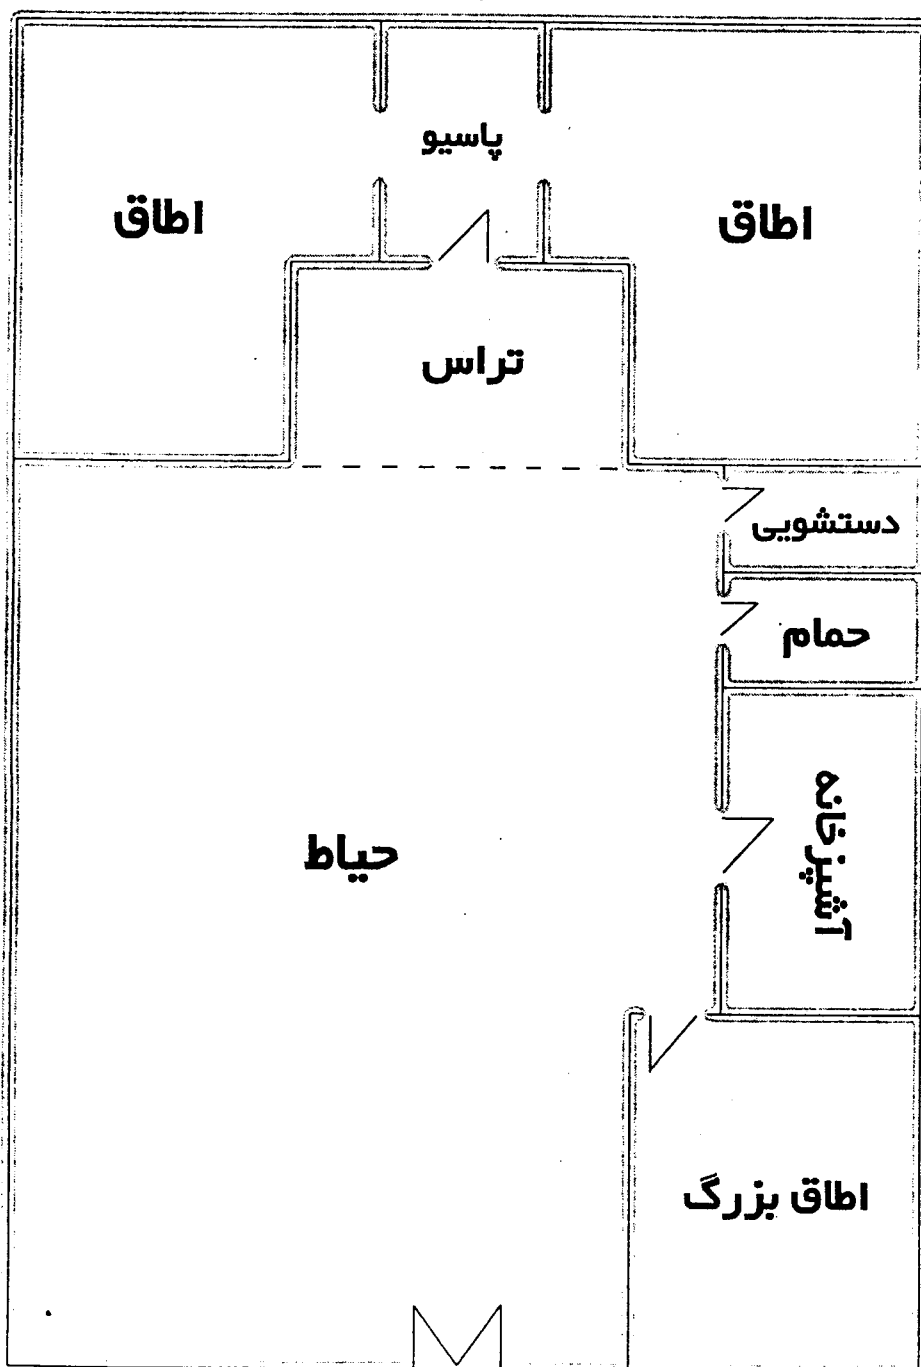 پاسیو
اطاق
اطاق
تراس
دستشویی
حمام
آشپزخانه
حیاط
اطاق بزرگ